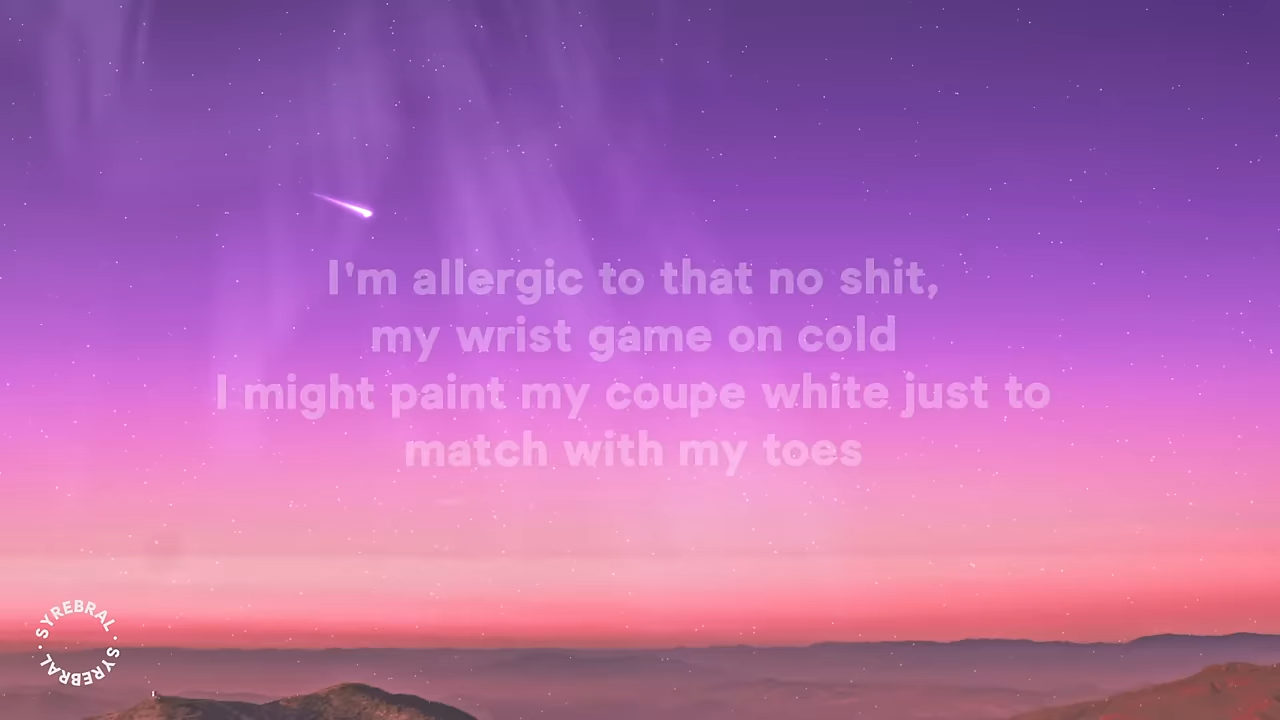 I'm allergic to that no shit,
my wrist game on cold
I might paint my coupe white just to
match with my toes
SYREBRAL · SYREBRAL ·